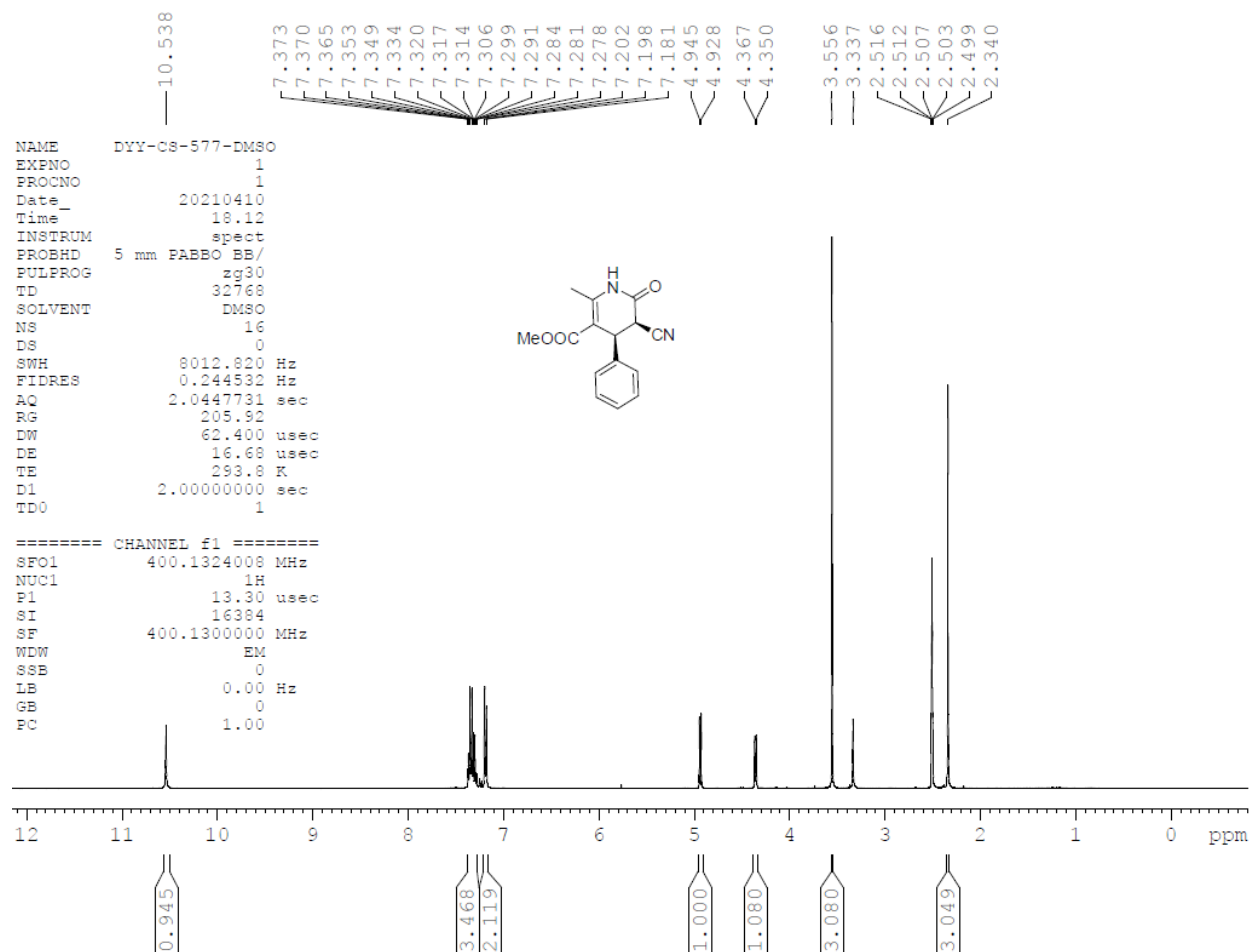 10.538
7.373
7.370
7.365
7.353
7.349
7.334
7.320
7.317
7.314
7.306
7.299
7.291
7.284
7.281
7.278
7.202
7.198
7.181
4.945
4.928
4.367
4.350
3.556
3.337
2.516
2.512
2.507
2.503
2.499
2.340
NAME DYY-CS-577-DMSO
EXPNO 1
PROCNO 1
Date_ 20210410
Time 18.12
INSTRUM spect
PROBHD 5 mm PABBO BB/
PULPROG zg30
TD 32768
SOLVENT DMSO
NS 16
DS 0
SWH 8012.820 Hz
FIDRES 0.244532 Hz
AQ 2.0447731 sec
RG 205.92
DW 62.400 usec
DE 16.68 usec
TE 293.8 K
D1 2.00000000 sec
TD0 1
======== CHANNEL f1 ========
SFO1 400.1324008 MHz
NUC1 1H
P1 13.30 usec
SI 16384
SF 400.1300000 MHz
WDW EM
SSB 0
LB 0.00 Hz
GB 0
PC 1.00
H
N
O
MeOOC
CN
12 11 10 9 8 7 6 5 4 3 2 1 0 ppm
0.945
3.468
2.119
1.000
1.080
3.080
3.049